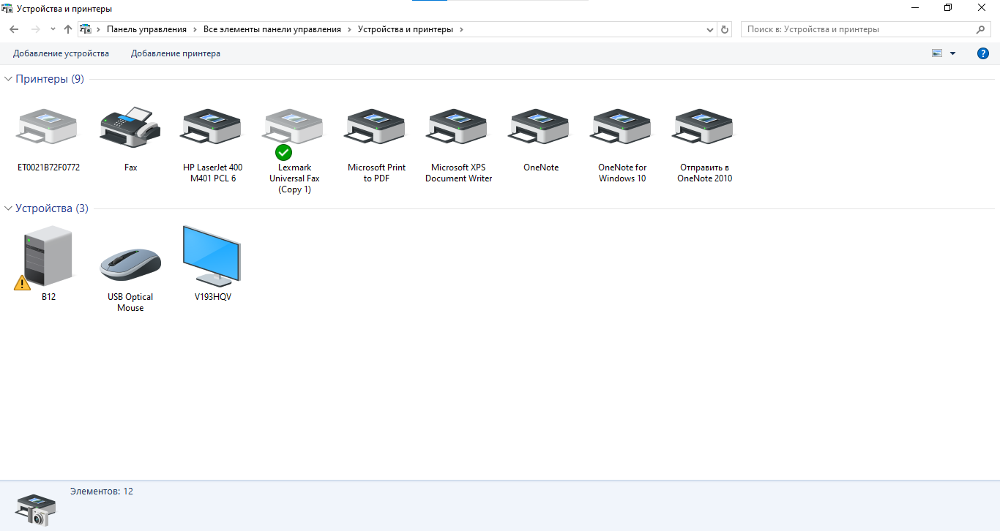 Устройства и принтеры
Панель управления
Все элементы панели управления
Устройства и принтеры
Поиск в: Устройства и принтеры
Добавление устройства
Добавление принтера
?
Принтеры (9)
ET0021B72F0772
Fax
HP LaserJet 400
M401 PCL 6
Lexmark
Universal Fax
(Copy 1)
Microsoft Print
to PDF
Microsoft XPS
Document Writer
OneNote
OneNote for
Windows 10
Отправить в
OneNote 2010
Устройства (3)
B12
USB Optical
Mouse
V193HQV
Элементов: 12